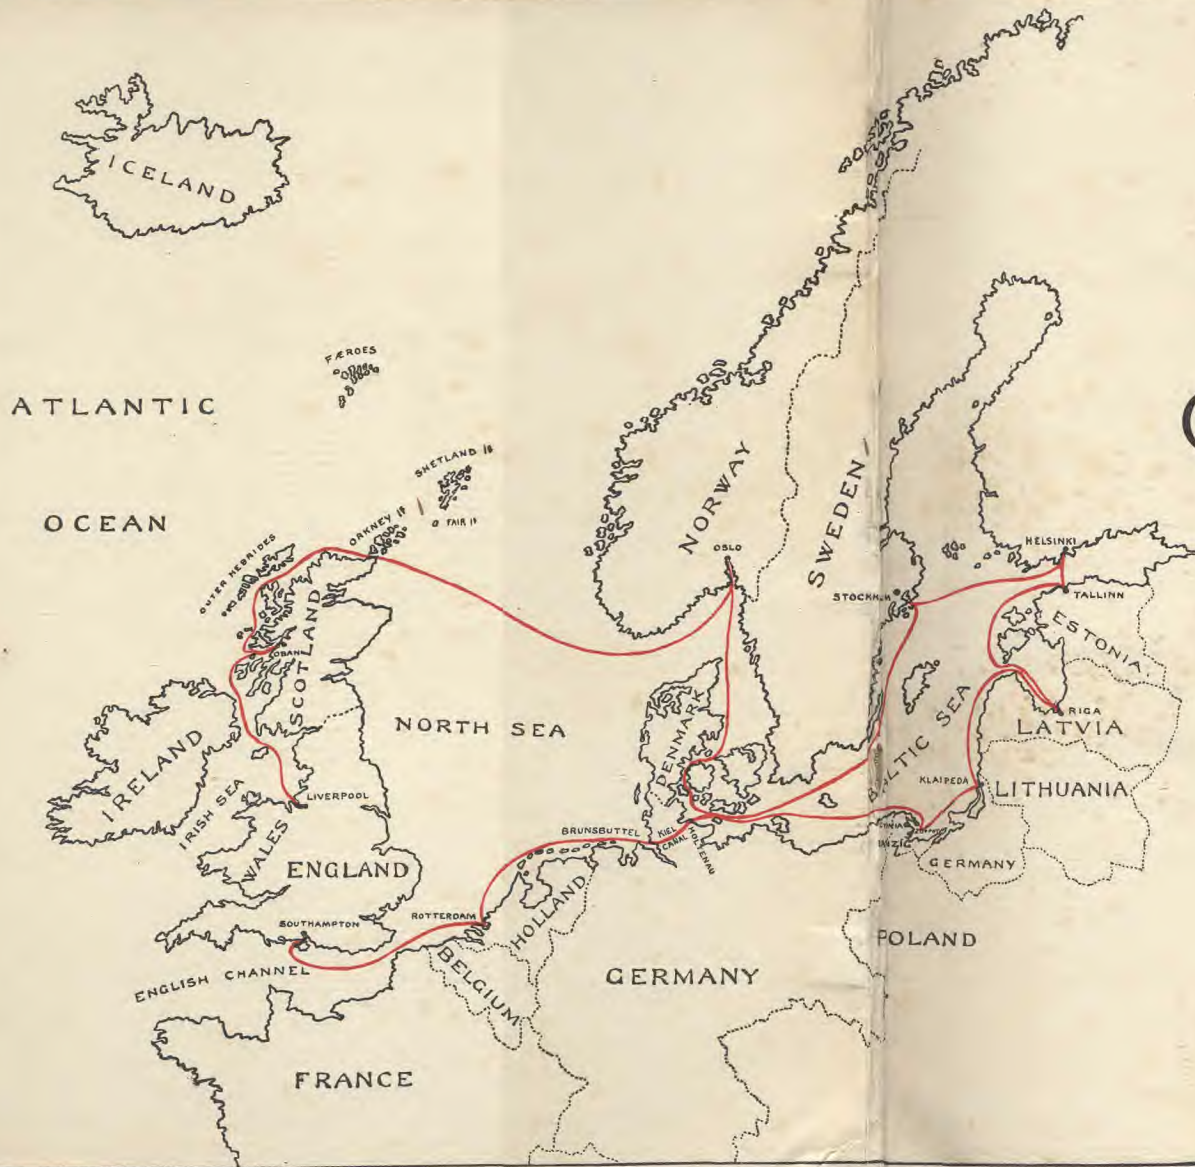 ICELAND
FÆROES
ATLANTIC
OCEAN
SHETLAND IS
FAIR IS
ORKNEY IS
OUTER HEBRIDES
NORWAY
SWEDEN
OSLO
HELSINKI
STOCKHLM
TALLINN
ESTONIA
OBAN
SCOTLAND
NORTH SEA
DENMARK
BALTIC SEA
RIGA
LATVIA
IRELAND
IRISH SEA
LIVERPOOL
KLAIPEDA
LITHUANIA
WALES
ENGLAND
BRUNSBUTTEL
KIEL
CANAL
HOLTENAU
GERMANY
SOUTHAMPTON
ROTTERDAM
HOLLAND
POLAND
ENGLISH CHANNEL
BELGIUM
GERMANY
FRANCE